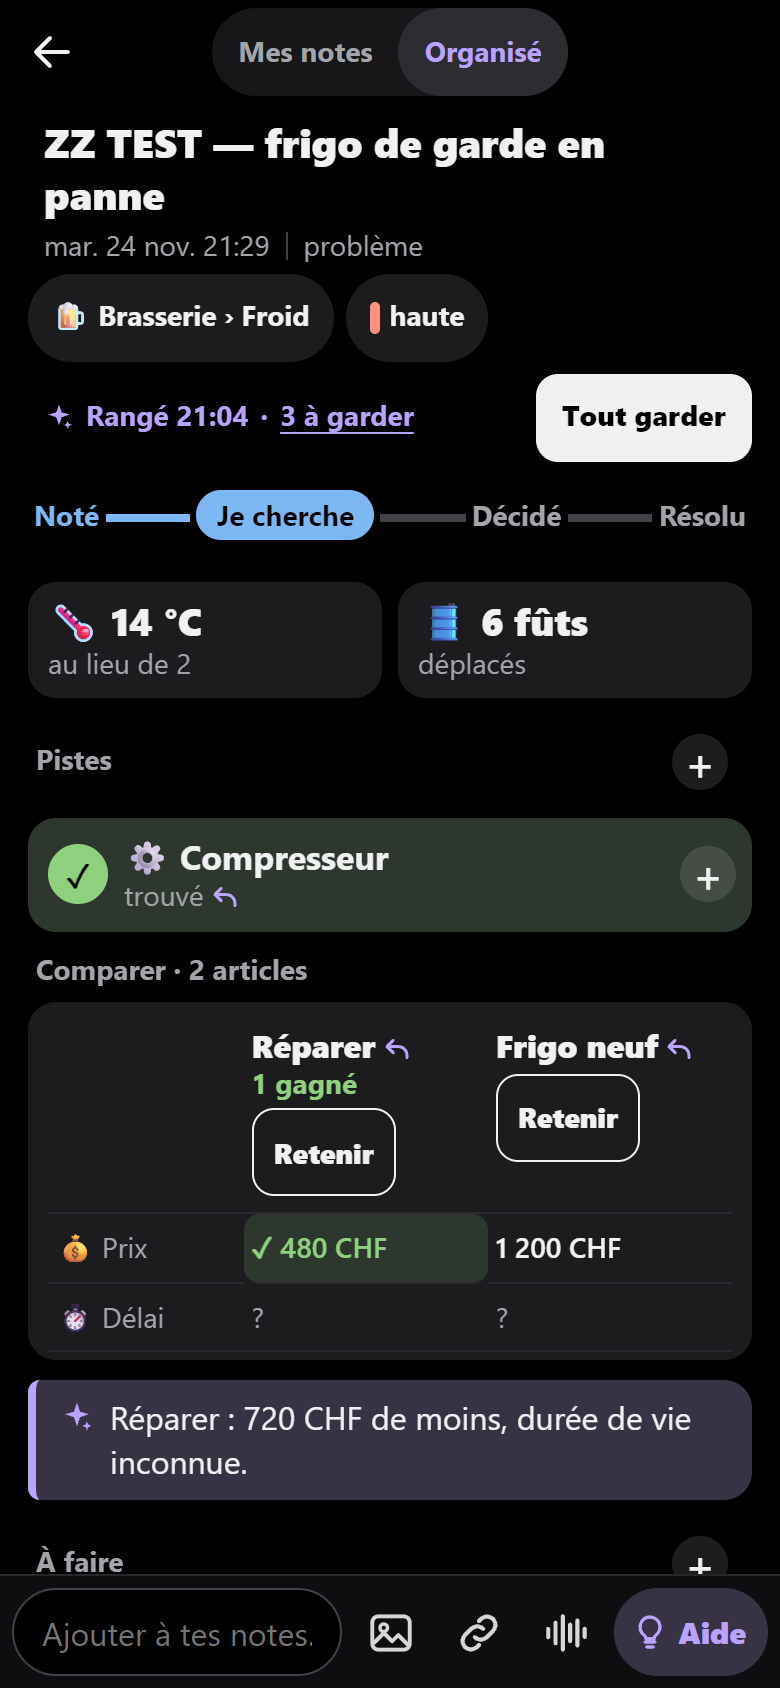 Mes notes Organisé
ZZ TEST — frigo de garde en
panne
mar. 24 nov. 21:29 | problème
Brasserie › Froid haute
Rangé 21:04 · 3 à garder Tout garder
Noté Je cherche Décidé Résolu
14 °C 6 fûts
au lieu de 2 déplacés
Pistes +
✓ Compresseur +
trouvé
Comparer · 2 articles
Réparer Frigo neuf
1 gagné
Retenir Retenir
Prix ✓ 480 CHF 1 200 CHF
Délai ? ?
Réparer : 720 CHF de moins, durée de vie
inconnue.
À faire +
Ajouter à tes notes. Aide